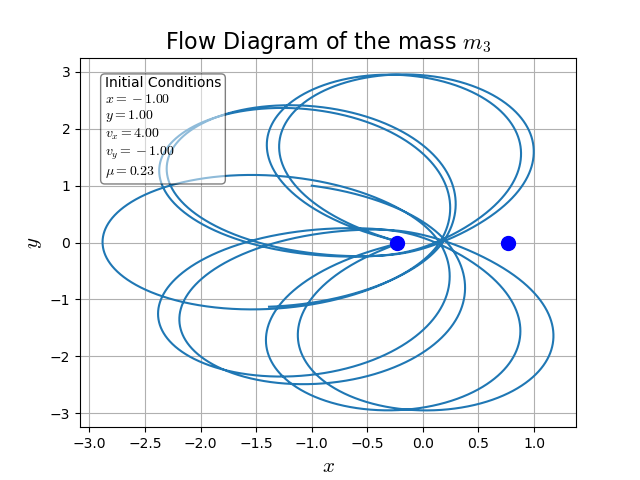 Flow Diagram of the mass m₃
Initial Conditions
x = −1.00
y = 1.00
vₓ = 4.00
v_y = −1.00
μ = 0.23
y
3
2
1
0
−1
−2
−3
−3.0 −2.5 −2.0 −1.5 −1.0 −0.5 0.0 0.5 1.0
x